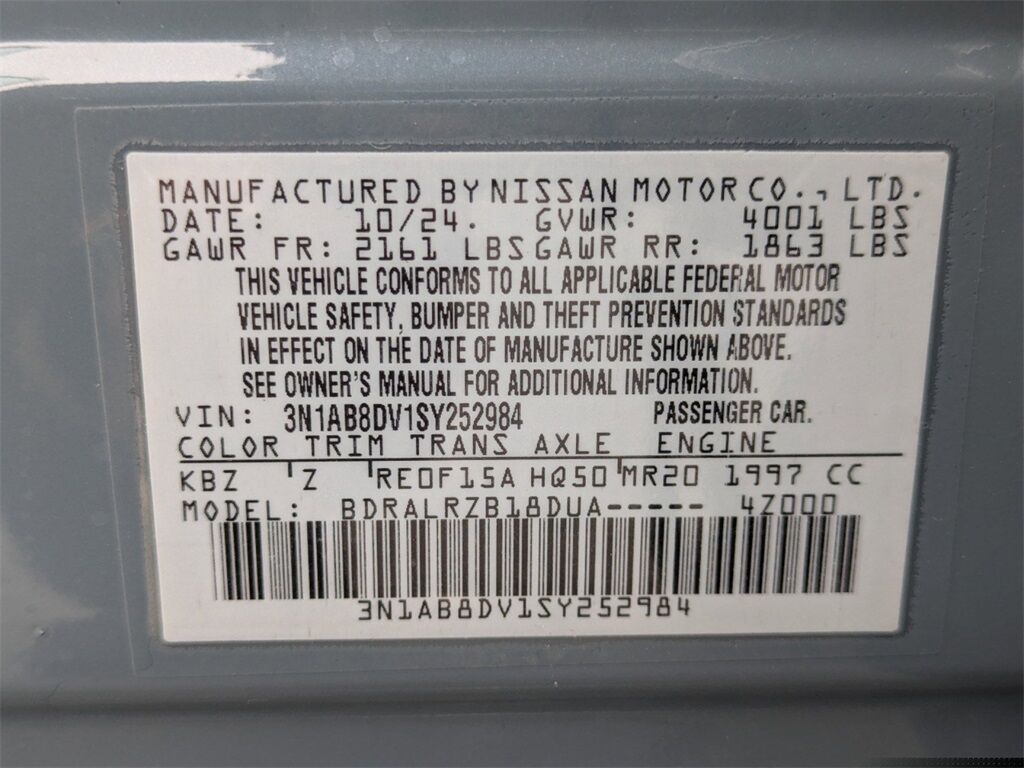 MANUFACTURED BY NISSAN MOTOR CO., LTD.
DATE: 10/24. GVWR: 4001 LBS
GAWR FR: 2161 LBS GAWR RR: 1863 LBS
THIS VEHICLE CONFORMS TO ALL APPLICABLE FEDERAL MOTOR
VEHICLE SAFETY, BUMPER AND THEFT PREVENTION STANDARDS
IN EFFECT ON THE DATE OF MANUFACTURE SHOWN ABOVE.
SEE OWNER'S MANUAL FOR ADDITIONAL INFORMATION.
VIN: 3N1AB8DV1SY252984 PASSENGER CAR.
COLOR TRIM TRANS AXLE ENGINE
KBZ Z RE0F15A HQ50 MR20 1997 CC
MODEL: BDRALRZB18DUA----- 4Z000
3N1AB8DV1SY252984